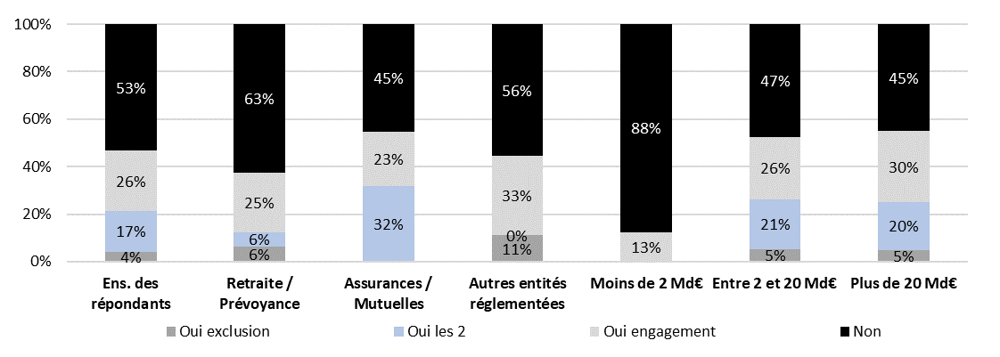 100%
80%
60%
40%
20%
0%
53% 63% 45% 56% 88% 47% 45%
26% 25% 23% 33% 13% 26% 30%
17% 6% 32% 0% 21% 20%
4% 6% 11% 5% 5%
Ens. des Retraite / Assurances / Autres entités Moins de 2 Md€ Entre 2 et 20 Md€ Plus de 20 Md€
répondants Prévoyance Mutuelles réglementées
Oui exclusion Oui les 2 Oui engagement Non